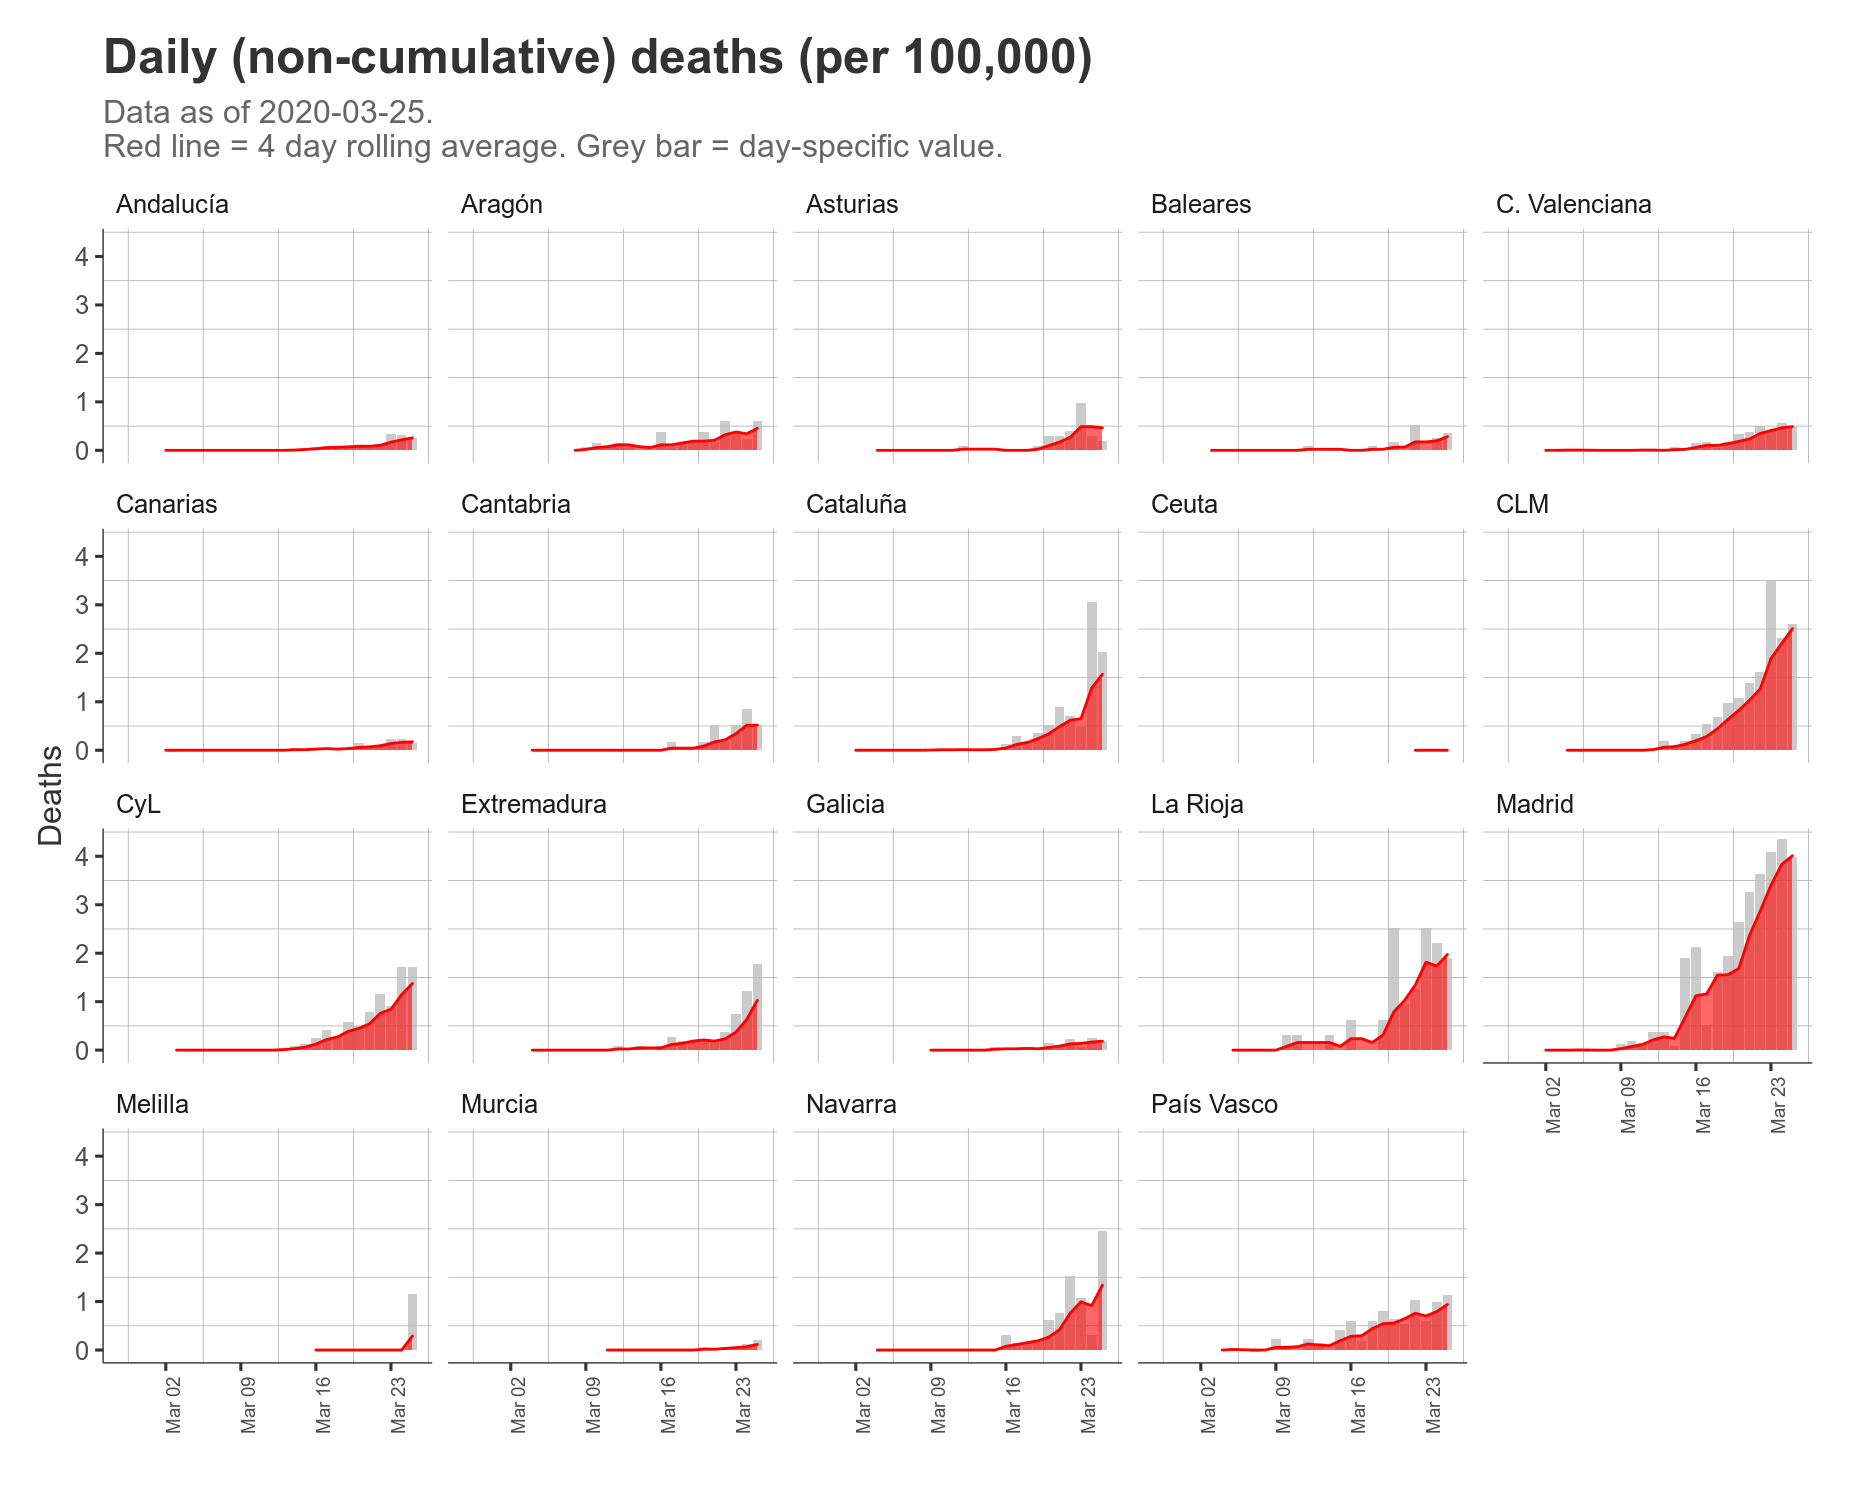 Daily (non-cumulative) deaths (per 100,000)
Data as of 2020-03-25.
Red line = 4 day rolling average. Grey bar = day-specific value.
Andalucía
Aragón
Asturias
Baleares
C. Valenciana
4
3
2
1
0
Canarias
Cantabria
Cataluña
Ceuta
CLM
4
3
2
1
0
Deaths
CyL
Extremadura
Galicia
La Rioja
Madrid
4
3
2
1
0
Mar 02
Mar 09
Mar 16
Mar 23
Melilla
Murcia
Navarra
País Vasco
4
3
2
1
0
Mar 02
Mar 09
Mar 16
Mar 23
Mar 02
Mar 09
Mar 16
Mar 23
Mar 02
Mar 09
Mar 16
Mar 23
Mar 02
Mar 09
Mar 16
Mar 23